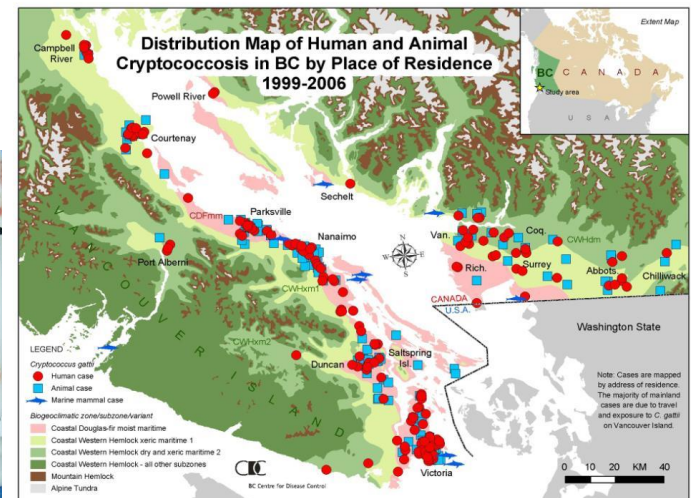 Distribution Map of Human and Animal
Cryptococcosis in BC by Place of Residence
1999-2006
Extent Map
BC
CANADA
Study area
U S A
Campbell
River
Powell River
Courtenay
Sechelt
CDFmm
Parksville
Nanaimo
Port Alberni
Van.
Coq.
CWHdm
Rich.
Surrey
Abbots.
Chilliwack
CANADA
U.S.A.
Washington State
N
E
S
W
VANCOUVER ISLAND
CWHxm1
CWHxm2
Duncan
Saltspring
Isl.
Victoria
LEGEND
Cryptococcus gattii
Human case
Animal case
Marine mammal case
Biogeoclimatic zone/subzone/variant
Coastal Douglas-fir moist maritime
Coastal Western Hemlock xeric maritime 1
Coastal Western Hemlock dry and xeric maritime 2
Coastal Western Hemlock - all other subzones
Mountain Hemlock
Alpine Tundra
BC Centre for Disease Control
Note: Cases are mapped
by address of residence.
The majority of mainland
cases are due to travel
and exposure to C. gattii
on Vancouver Island.
0 10 KM 20 40